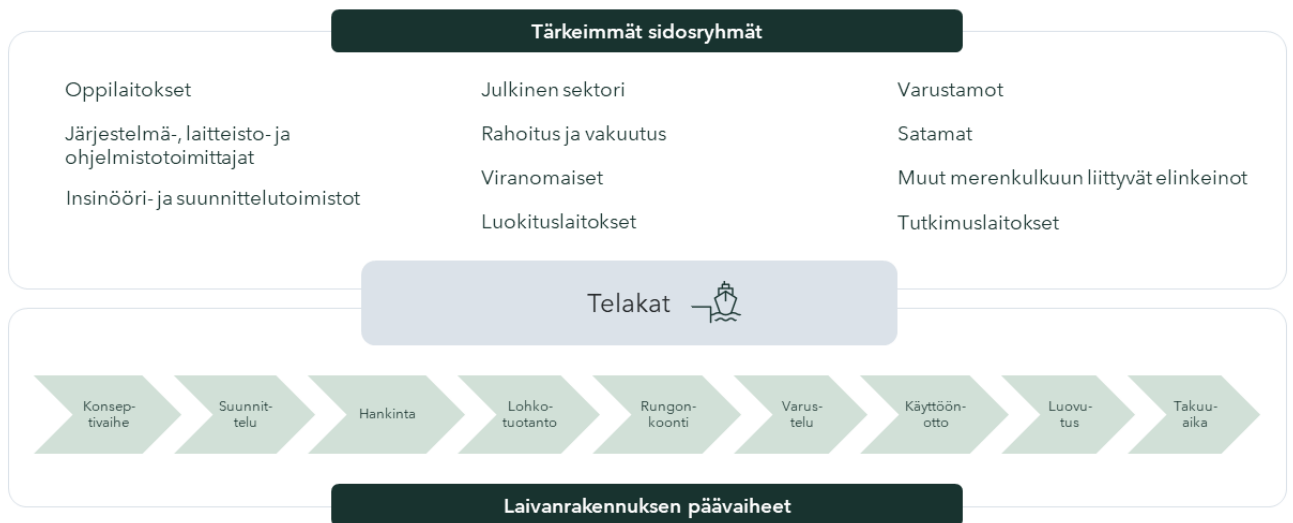 Tärkeimmät sidosryhmät
Oppilaitokset
Järjestelmä-, laitteisto- ja
ohjelmistotoimittajat
Insinööri- ja suunnittelutoimistot
Julkinen sektori
Rahoitus ja vakuutus
Viranomaiset
Luokituslaitokset
Varustamot
Satamat
Muut merenkulkuun liittyvät elinkeinot
Tutkimuslaitokset
Telakat
Konsep-
tivaihe
Suunnit-
telu
Hankinta
Lohko-
tuotanto
Rungon-
koonti
Varus-
telu
Käyttöön-
otto
Luovu-
tus
Takuu-
aika
Laivanrakennuksen päävaiheet